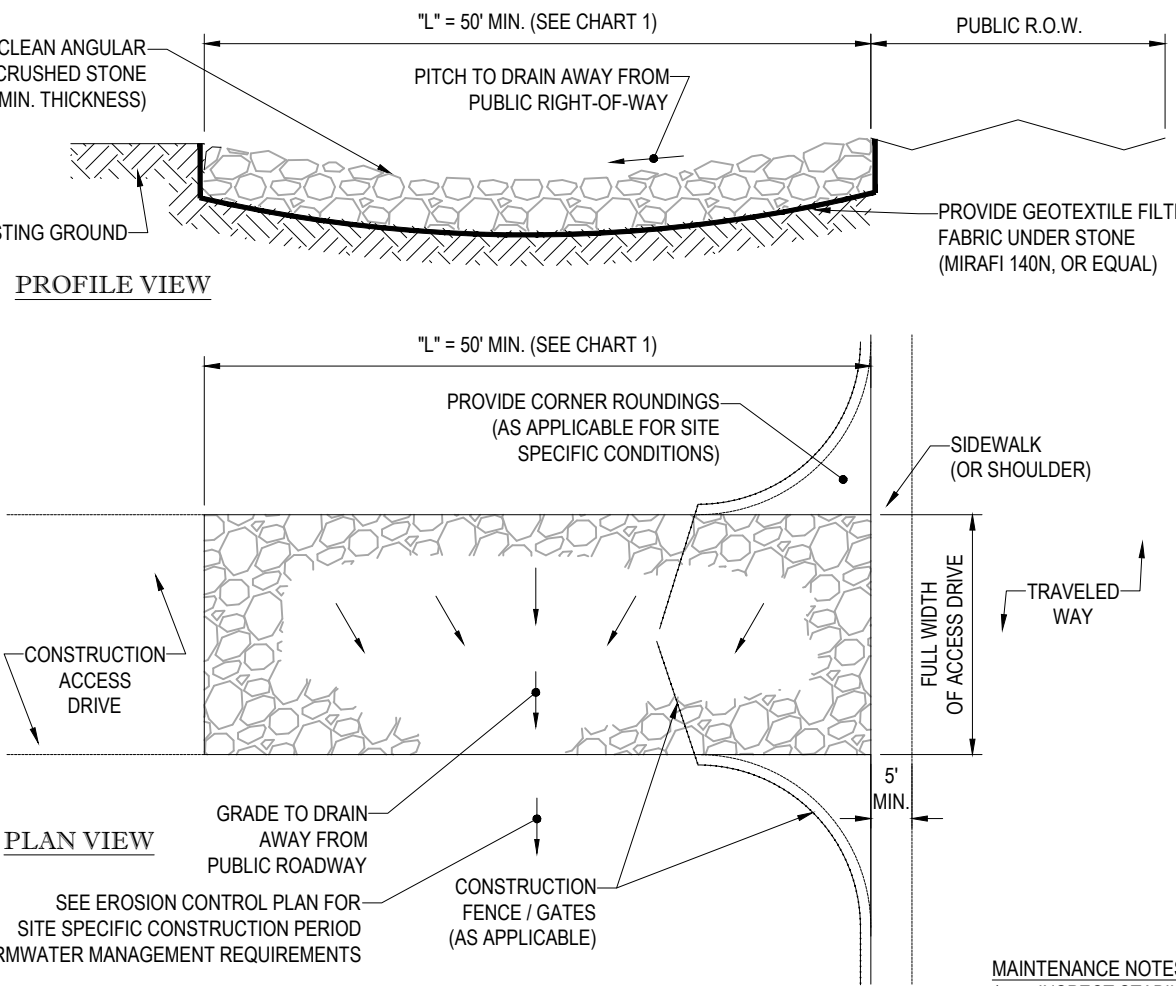 "L" = 50' MIN. (SEE CHART 1)
PUBLIC R.O.W.
CLEAN ANGULAR
CRUSHED STONE
MIN. THICKNESS)
PITCH TO DRAIN AWAY FROM
PUBLIC RIGHT-OF-WAY
STING GROUND
PROVIDE GEOTEXTILE FILT
FABRIC UNDER STONE
(MIRAFI 140N, OR EQUAL)
PROFILE VIEW
"L" = 50' MIN. (SEE CHART 1)
PROVIDE CORNER ROUNDINGS
(AS APPLICABLE FOR SITE
SPECIFIC CONDITIONS)
SIDEWALK
(OR SHOULDER)
CONSTRUCTION
ACCESS
DRIVE
FULL WIDTH
OF ACCESS DRIVE
TRAVELED
WAY
5'
MIN.
GRADE TO DRAIN
AWAY FROM
PUBLIC ROADWAY
PLAN VIEW
SEE EROSION CONTROL PLAN FOR
SITE SPECIFIC CONSTRUCTION PERIOD
RMWATER MANAGEMENT REQUIREMENTS
CONSTRUCTION
FENCE / GATES
(AS APPLICABLE)
MAINTENANCE NOTES